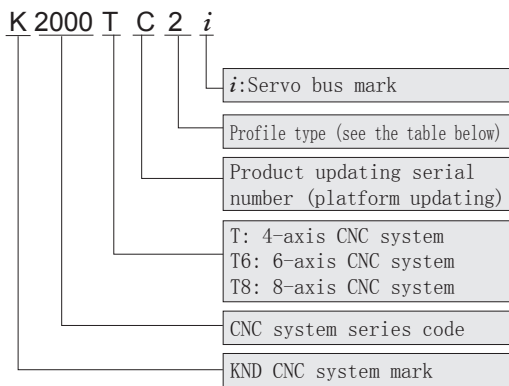 K 2000 T C 2 i
i:Servo bus mark
Profile type (see the table below)
Product updating serial
number (platform updating)
T: 4-axis CNC system
T6: 6-axis CNC system
T8: 8-axis CNC system
CNC system series code
KND CNC system mark